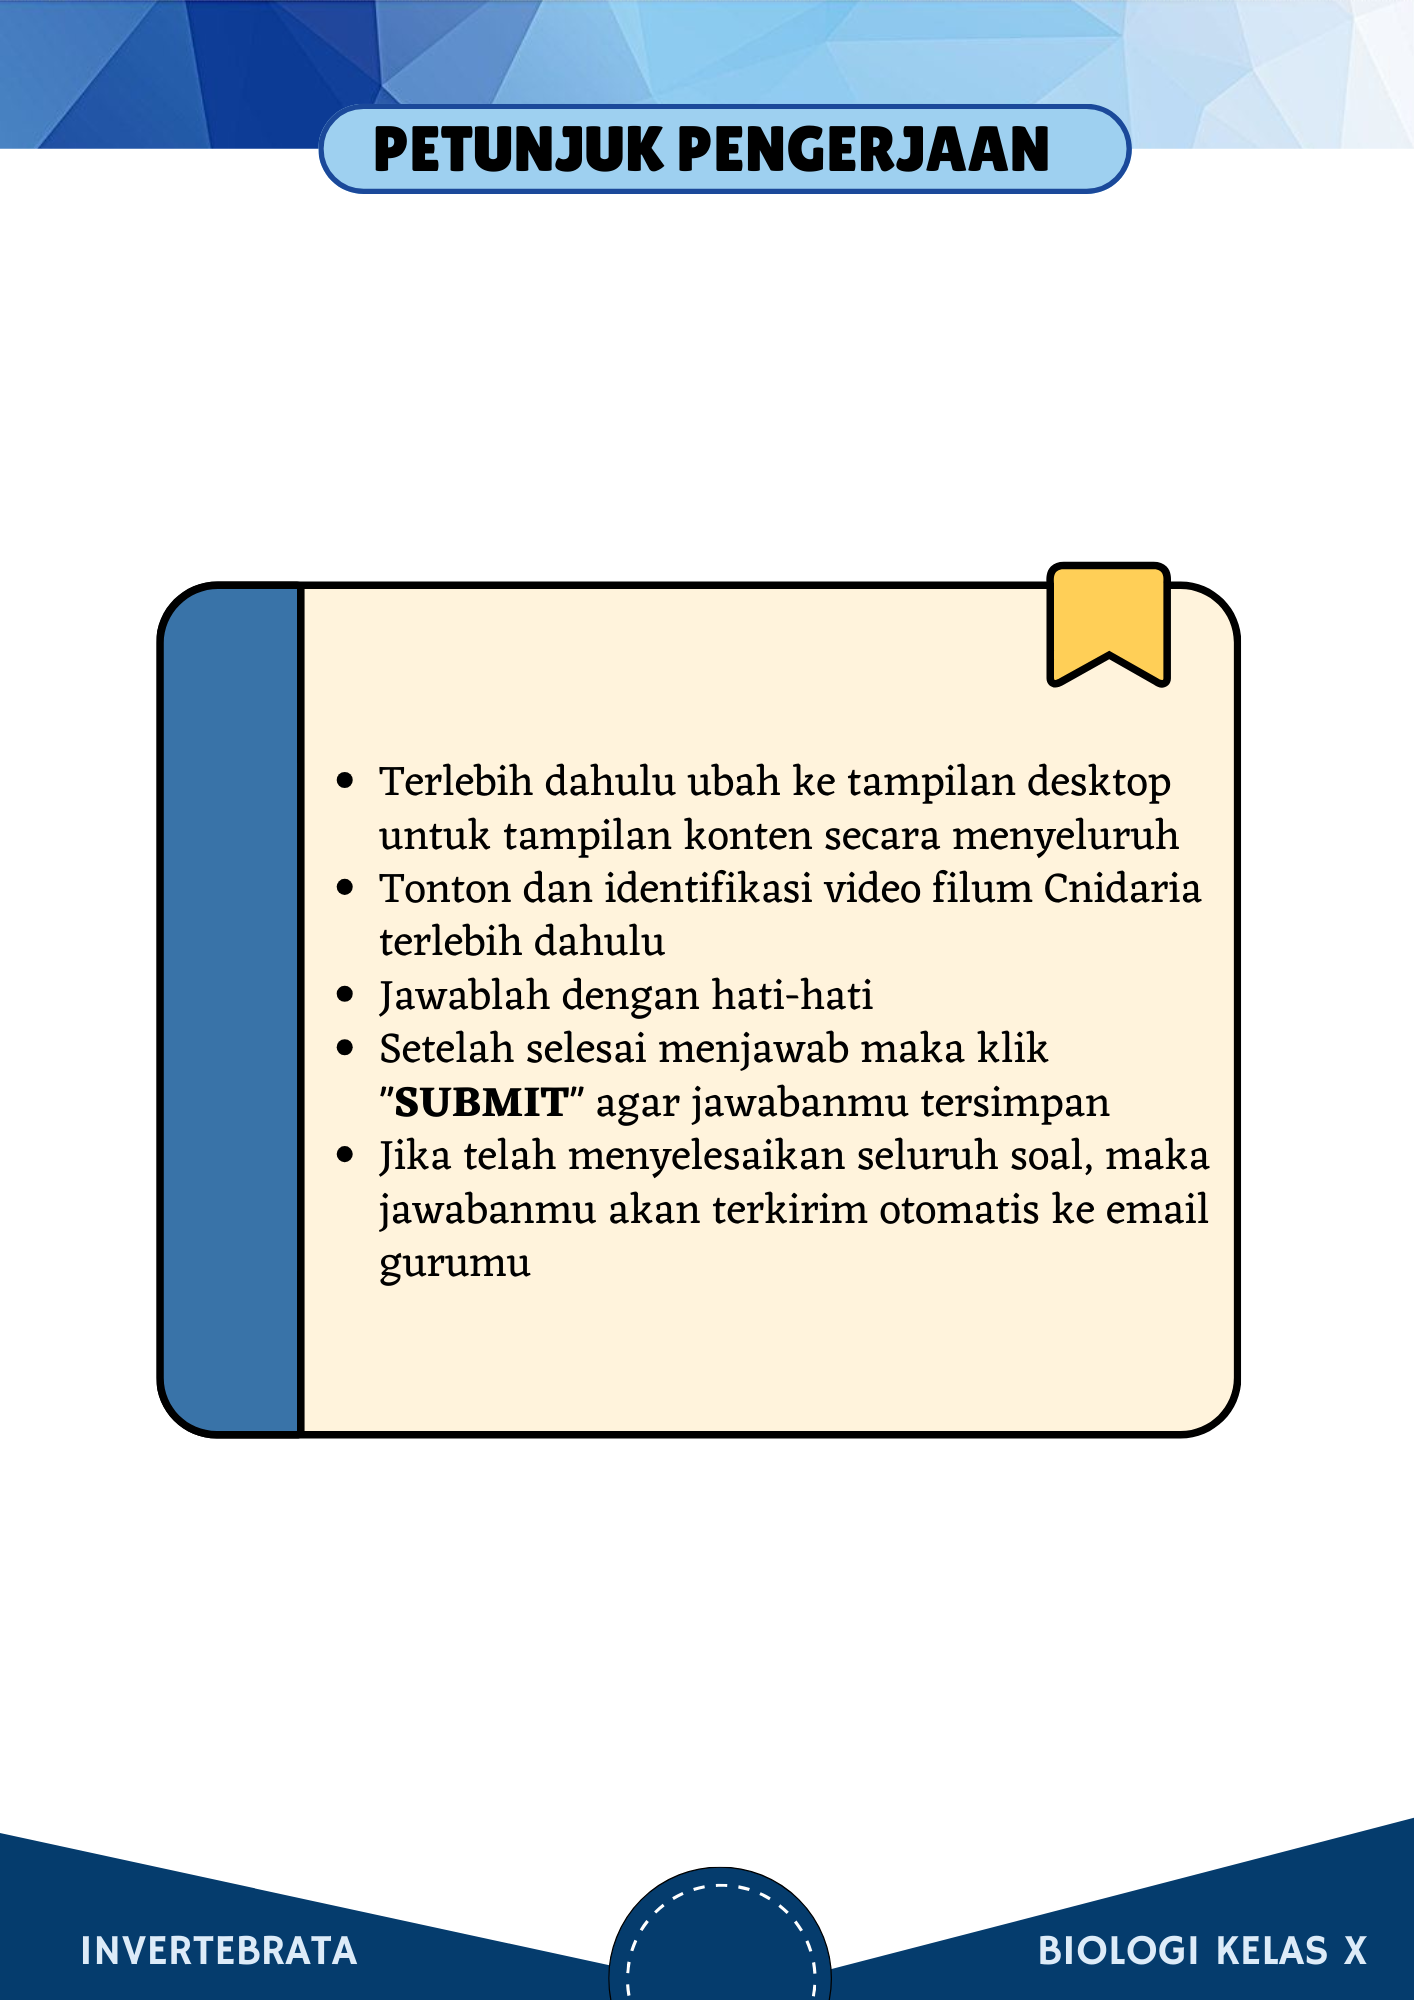 PETUNJUK PENGERJAAN
• Terlebih dahulu ubah ke tampilan desktop
untuk tampilan konten secara menyeluruh
• Tonton dan identifikasi video filum Cnidaria
terlebih dahulu
• Jawablah dengan hati-hati
• Setelah selesai menjawab maka klik
"SUBMIT" agar jawabanmu tersimpan
• Jika telah menyelesaikan seluruh soal, maka
jawabanmu akan terkirim otomatis ke email
gurumu
INVERTEBRATA
BIOLOGI KELAS X